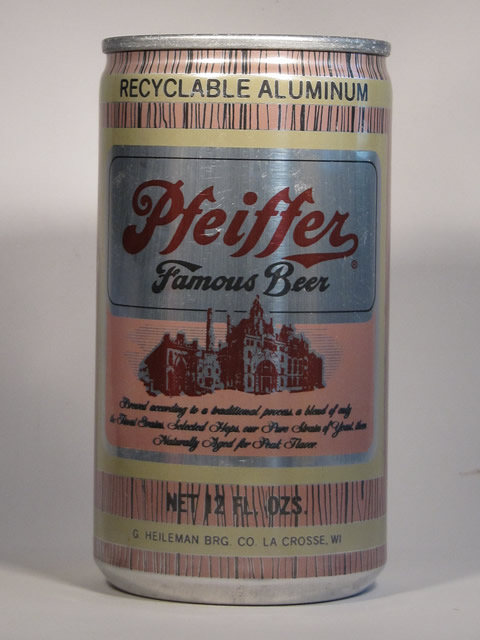 RECYCLABLE ALUMINUM
Pfeiffer®
Famous Beer
Brewed according to a traditional process, a blend of only
the Finest Grains, Selected Hops, our Pure Strain of Yeast, then
Naturally Aged for Peak Flavor
NET 12 FL. OZS.
G. HEILEMAN BRG. CO. LA CROSSE, WI